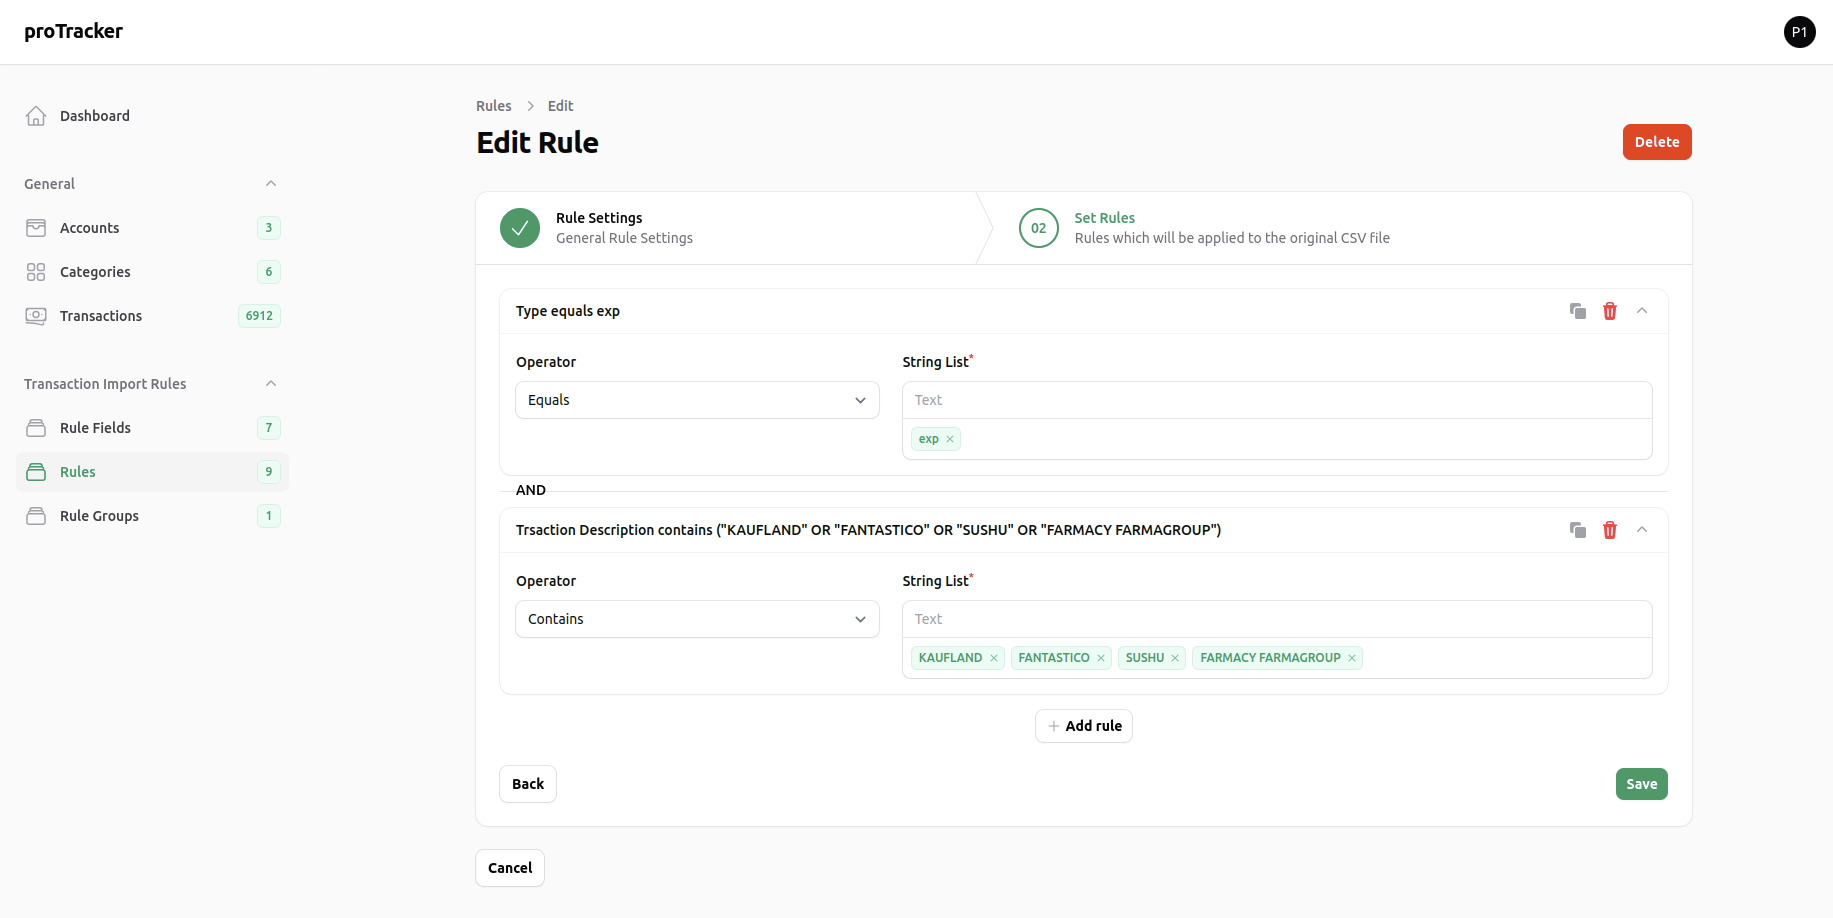 proTracker
P1
Dashboard
General
Accounts 3
Categories 6
Transactions 6912
Transaction Import Rules
Rule Fields 7
Rules 9
Rule Groups 1
Rules > Edit
Edit Rule
Delete
Rule Settings
General Rule Settings
02
Set Rules
Rules which will be applied to the original CSV file
Type equals exp
Operator
Equals
String List*
Text
exp ×
AND
Trsaction Description contains ("KAUFLAND" OR "FANTASTICO" OR "SUSHU" OR "FARMACY FARMAGROUP")
Operator
Contains
String List*
Text
KAUFLAND × FANTASTICO × SUSHU × FARMACY FARMAGROUP ×
+ Add rule
Back
Save
Cancel